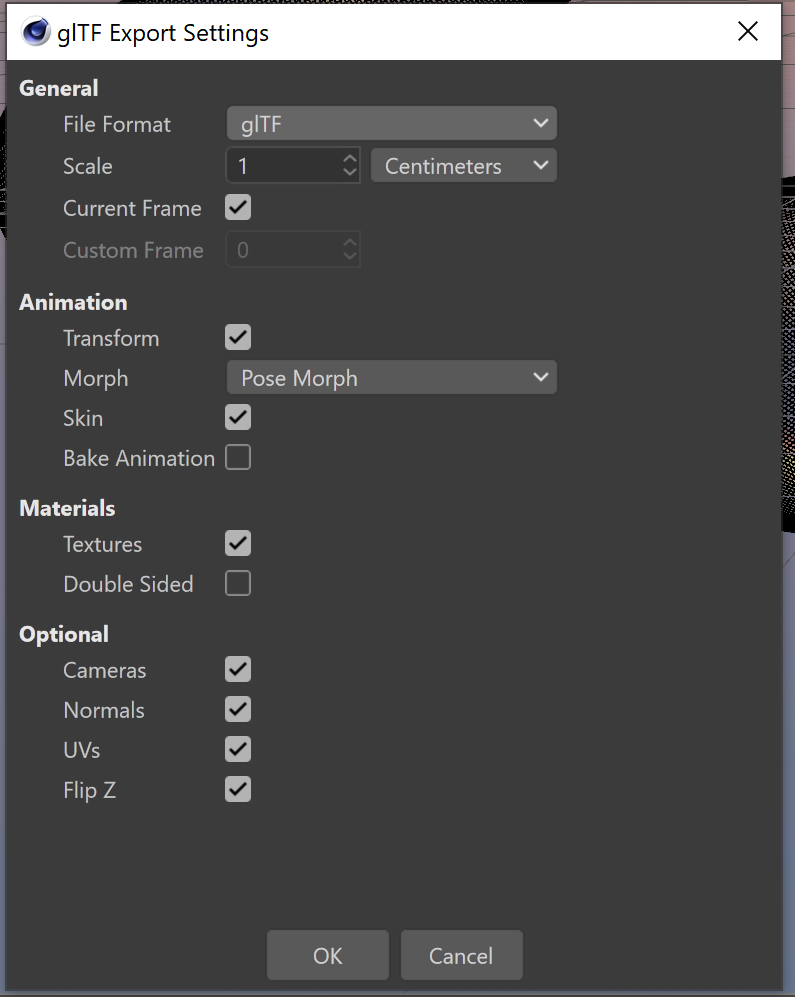 glTF Export Settings
General
File Format glTF
Scale 1 Centimeters
Current Frame
Custom Frame 0
Animation
Transform
Morph Pose Morph
Skin
Bake Animation
Materials
Textures
Double Sided
Optional
Cameras
Normals
UVs
Flip Z
OK Cancel